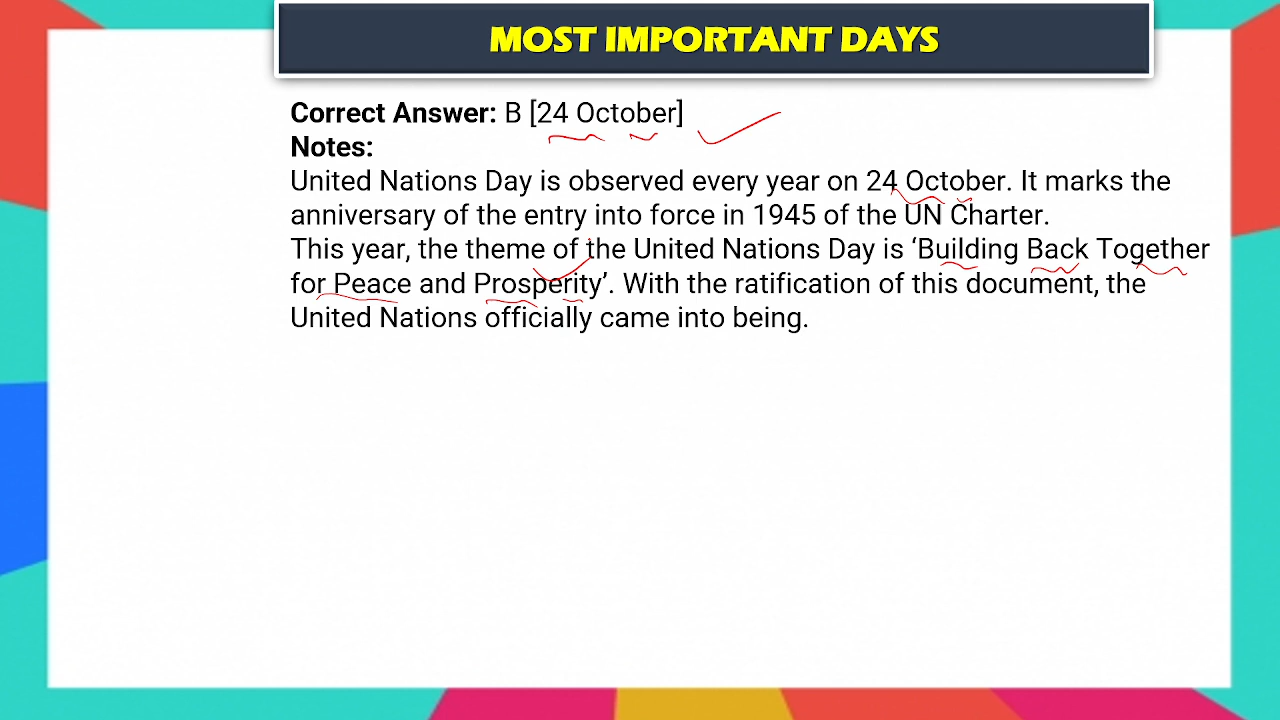 MOST IMPORTANT DAYS
Correct Answer: B [24 October]
Notes:
United Nations Day is observed every year on 24 October. It marks the
anniversary of the entry into force in 1945 of the UN Charter.
This year, the theme of the United Nations Day is ‘Building Back Together
for Peace and Prosperity’. With the ratification of this document, the
United Nations officially came into being.